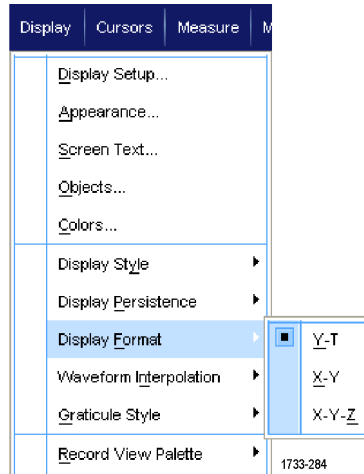 Display Cursors Measure
Display Setup...
Appearance...
Screen Text...
Objects...
Colors...
Display Style
Display Persistence
Display Format
Y-T
Waveform Interpolation
X-Y
Graticule Style
X-Y-Z
Record View Palette
1733-284